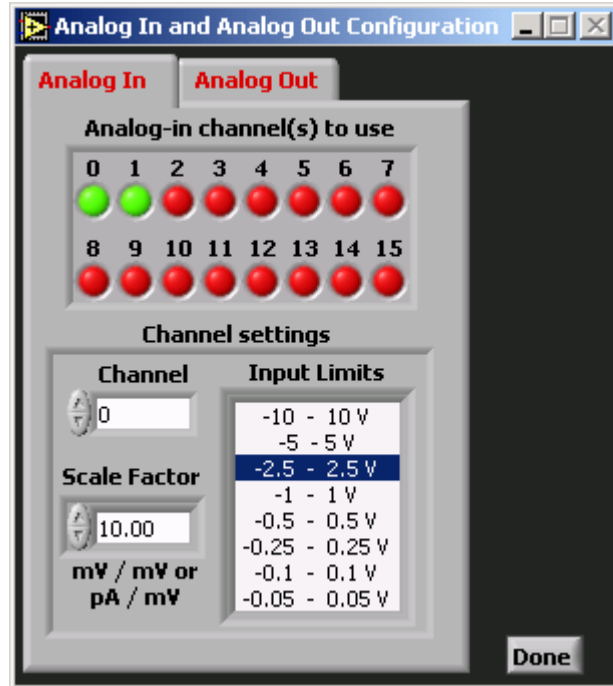 Analog In and Analog Out Configuration
Analog In Analog Out
Analog-in channel(s) to use
0 1 2 3 4 5 6 7
8 9 10 11 12 13 14 15
Channel settings
Channel
0
Scale Factor
10.00
mV / mV or
pA / mV
Input Limits
-10 - 10 V
-5 - 5 V
-2.5 - 2.5 V
-1 - 1 V
-0.5 - 0.5 V
-0.25 - 0.25 V
-0.1 - 0.1 V
-0.05 - 0.05 V
Done